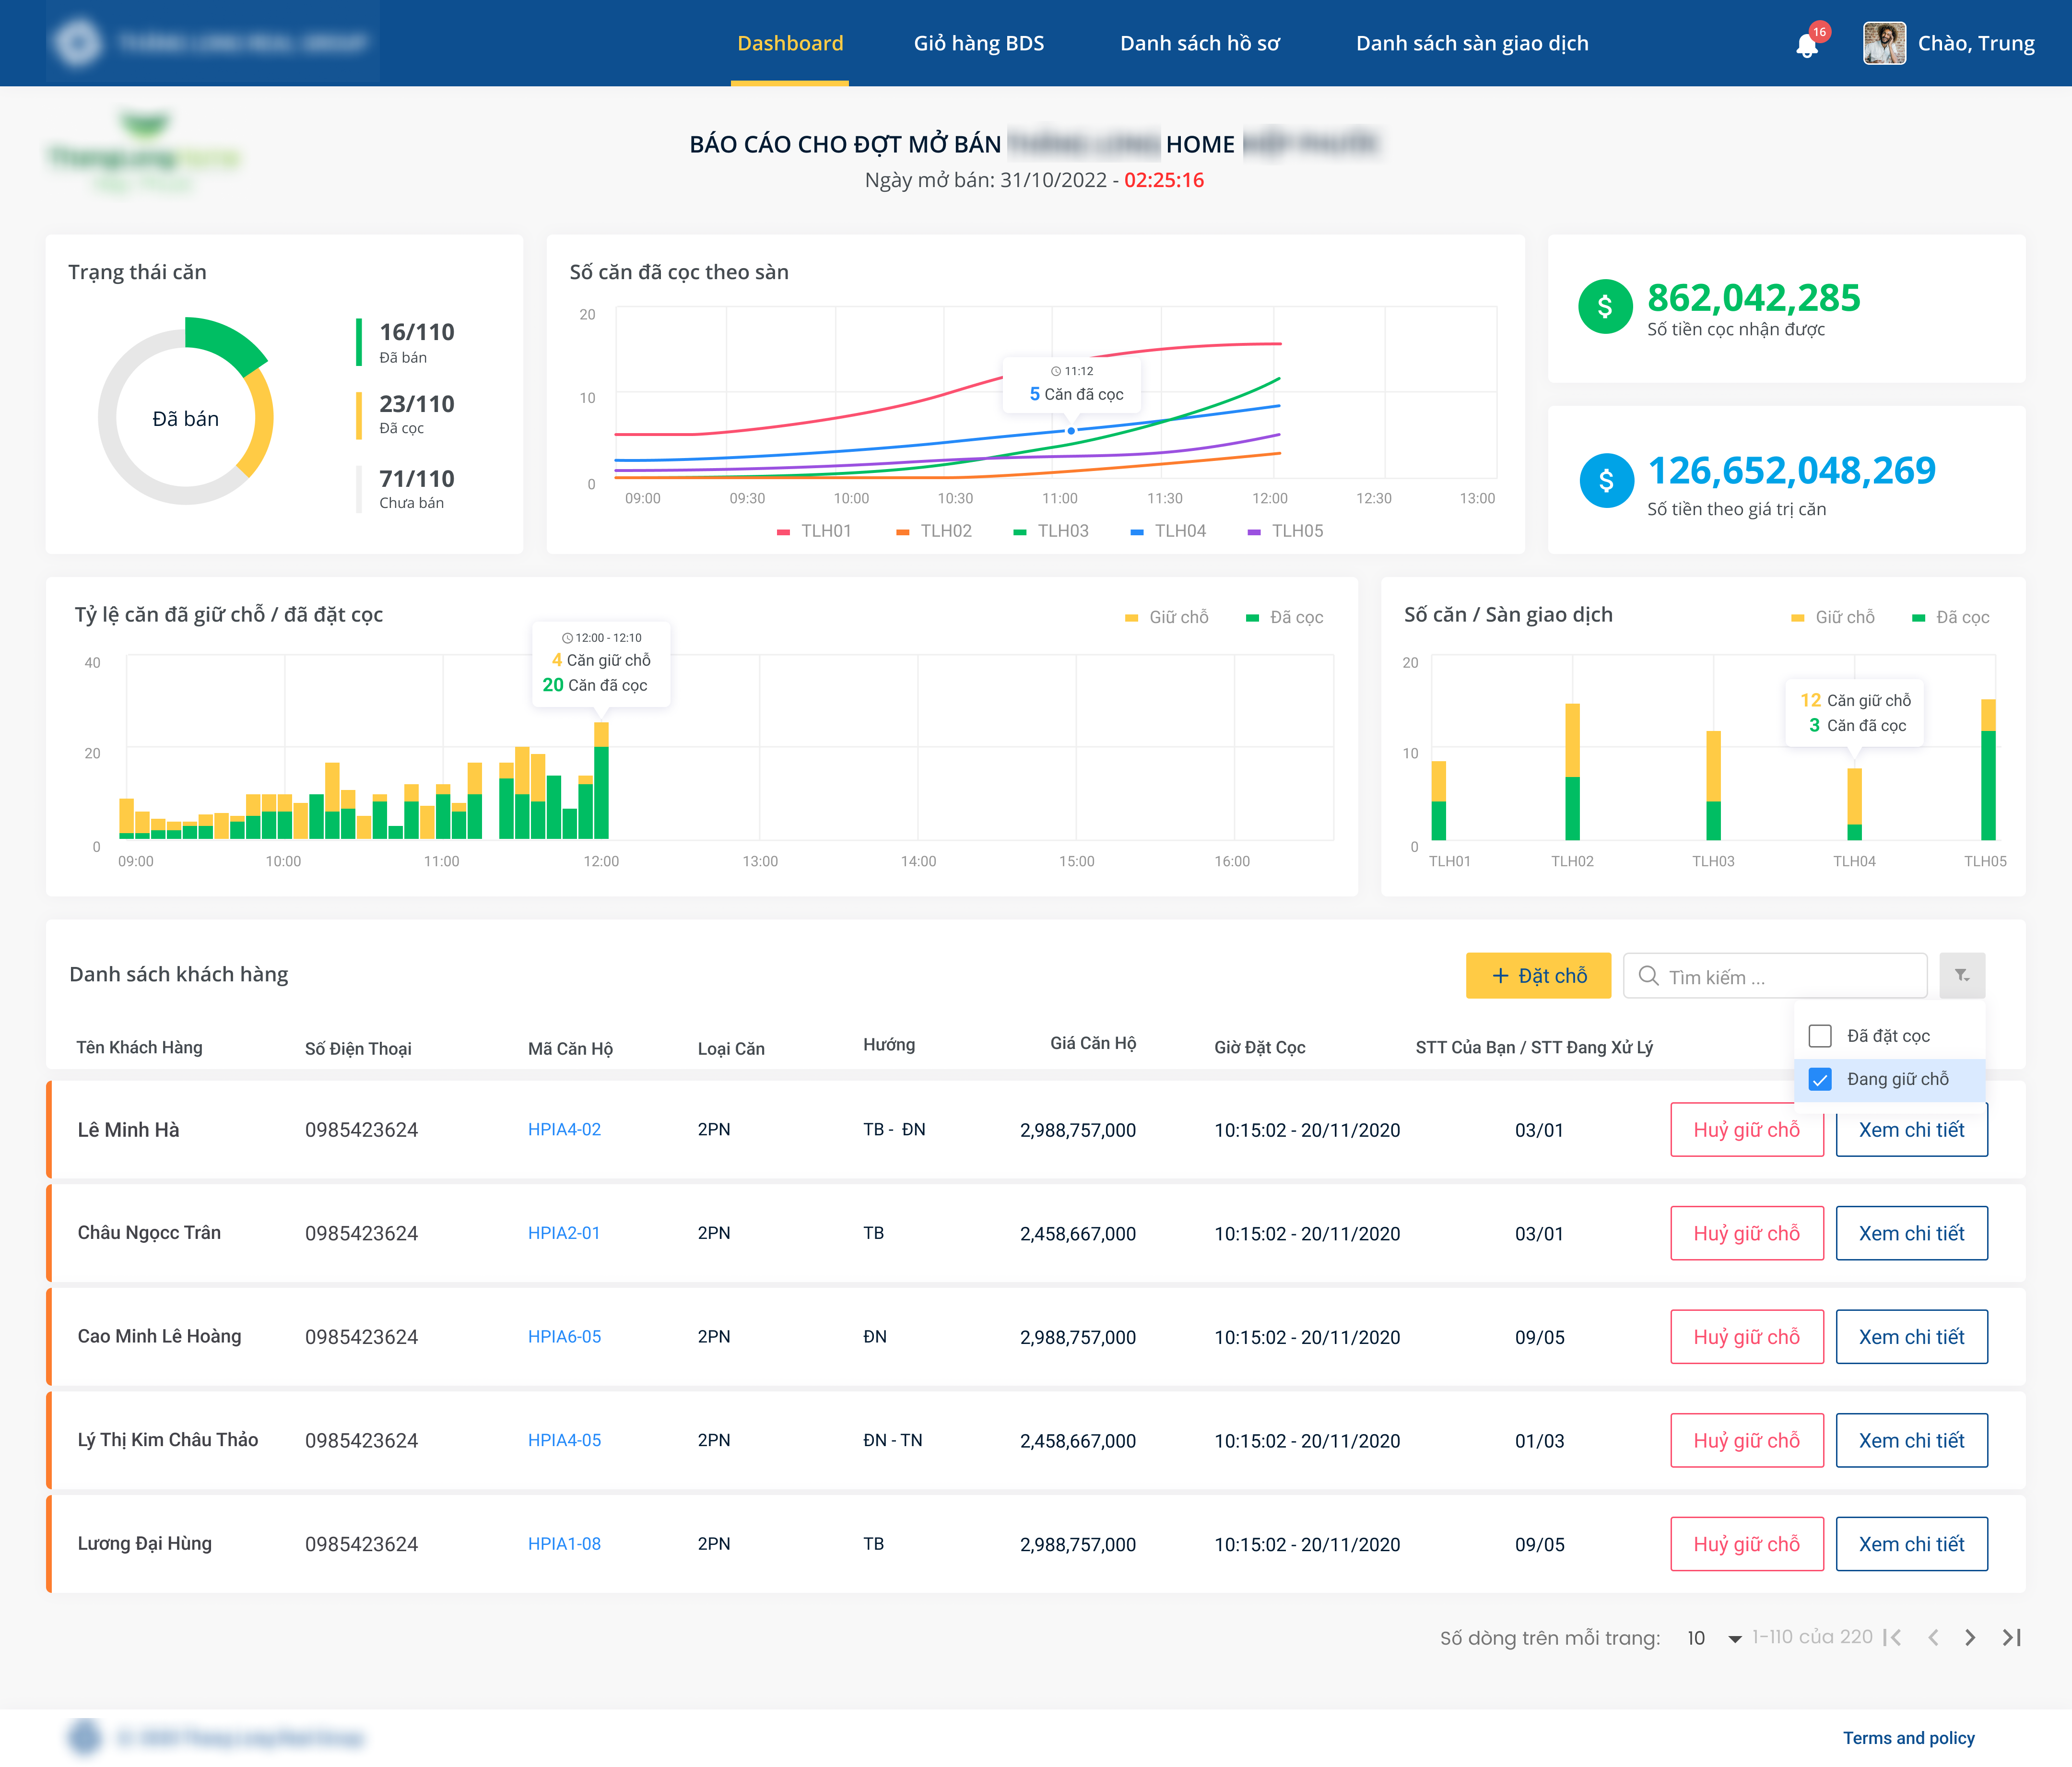 Dashboard
Giỏ hàng BDS
Danh sách hồ sơ
Danh sách sàn giao dịch
16
Chào, Trung
BÁO CÁO CHO ĐỢT MỞ BÁN HOME
Ngày mở bán: 31/10/2022 - 02:25:16
Trạng thái căn
Đã bán
16/110
Đã bán
23/110
Đã cọc
71/110
Chưa bán
Số căn đã cọc theo sàn
20
10
0
11:12
5 Căn đã cọc
09:00 09:30 10:00 10:30 11:00 11:30 12:00 12:30 13:00
TLH01 TLH02 TLH03 TLH04 TLH05
862,042,285
Số tiền cọc nhận được
126,652,048,269
Số tiền theo giá trị căn
Tỷ lệ căn đã giữ chỗ / đã đặt cọc
Giữ chỗ Đã cọc
12:00 - 12:10
4 Căn giữ chỗ
20 Căn đã cọc
40
20
0
09:00 10:00 11:00 12:00 13:00 14:00 15:00 16:00
Số căn / Sàn giao dịch
Giữ chỗ Đã cọc
20
10
0
12 Căn giữ chỗ
3 Căn đã cọc
TLH01 TLH02 TLH03 TLH04 TLH05
Danh sách khách hàng
+ Đặt chỗ
Tìm kiếm ...
Đã đặt cọc
Đang giữ chỗ
Tên Khách Hàng Số Điện Thoại Mã Căn Hộ Loại Căn Hướng Giá Căn Hộ Giờ Đặt Cọc STT Của Bạn / STT Đang Xử Lý
Lê Minh Hà 0985423624 HPIA4-02 2PN TB - ĐN 2,988,757,000 10:15:02 - 20/11/2020 03/01 Huỷ giữ chỗ Xem chi tiết
Châu Ngọcc Trân 0985423624 HPIA2-01 2PN TB 2,458,667,000 10:15:02 - 20/11/2020 03/01 Huỷ giữ chỗ Xem chi tiết
Cao Minh Lê Hoàng 0985423624 HPIA6-05 2PN ĐN 2,988,757,000 10:15:02 - 20/11/2020 09/05 Huỷ giữ chỗ Xem chi tiết
Lý Thị Kim Châu Thảo 0985423624 HPIA4-05 2PN ĐN - TN 2,458,667,000 10:15:02 - 20/11/2020 01/03 Huỷ giữ chỗ Xem chi tiết
Lương Đại Hùng 0985423624 HPIA1-08 2PN TB 2,988,757,000 10:15:02 - 20/11/2020 09/05 Huỷ giữ chỗ Xem chi tiết
Số dòng trên mỗi trang: 10 1-110 của 220
Terms and policy